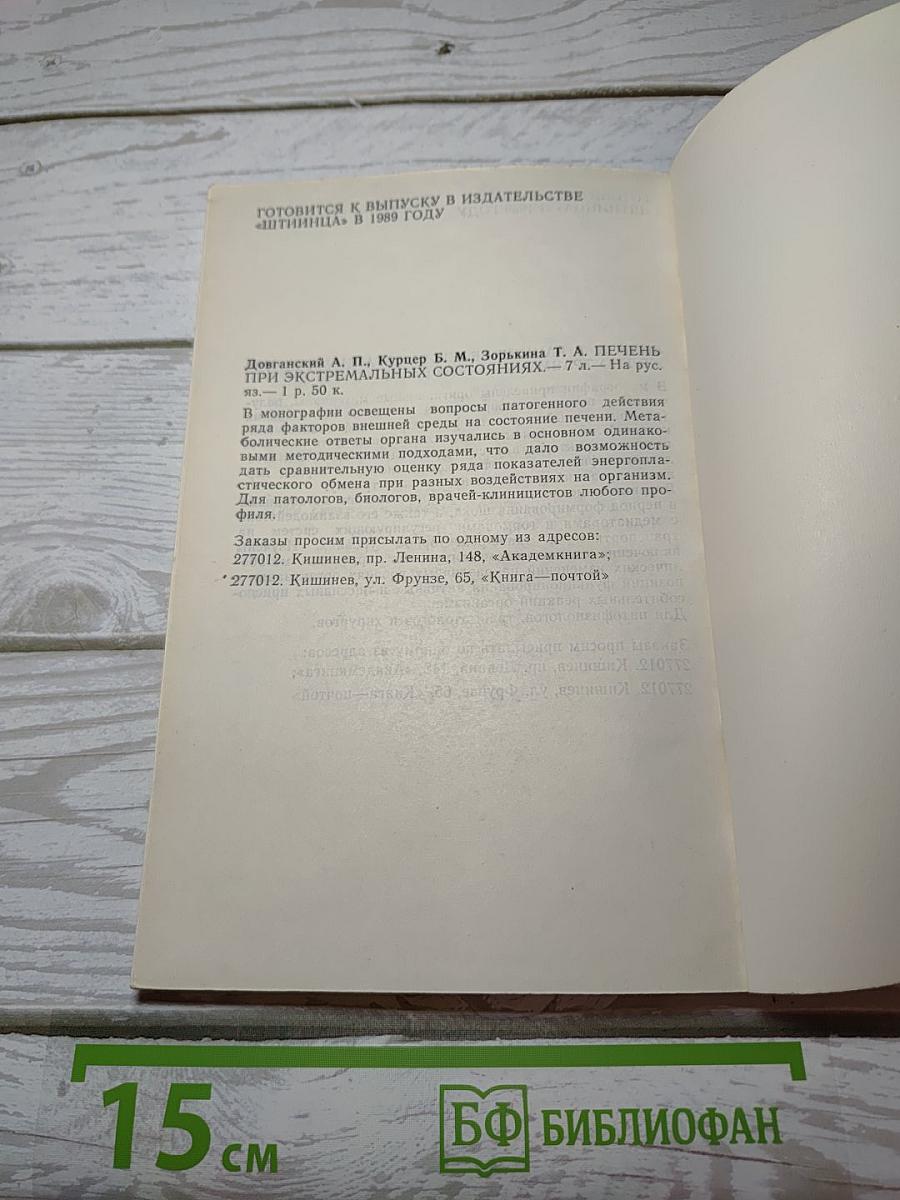 ГОТОВИТСЯ К ВЫПУСКУ В ИЗДАТЕЛЬСТВЕ
«ШТИИНЦА» В 1989 ГОДУ
Довганский А. П., Курцер Б. М., Зорькина Т. А. ПЕЧЕНЬ
ПРИ ЭКСТРЕМАЛЬНЫХ СОСТОЯНИЯХ.— 7 л.— На рус.
яз.— 1 р. 50 к.
В монографии освещены вопросы патогенного действия
ряда факторов внешней среды на состояние печени. Мета-
болические ответы органа изучались в основном одинако-
выми методическими подходами, что дало возможность
дать сравнительную оценку ряда показателей энергопла-
стического обмена при разных воздействиях на организм.
Для патологов, биологов, врачей-клиницистов любого про-
филя.
Заказы просим присылать по одному из адресов:
277012. Кишинев, пр. Ленина, 148, «Академкнига»;
277012. Кишинев, ул. Фрунзе, 65, «Книга—почтой»
15 см
БФ БИБЛИОФАН